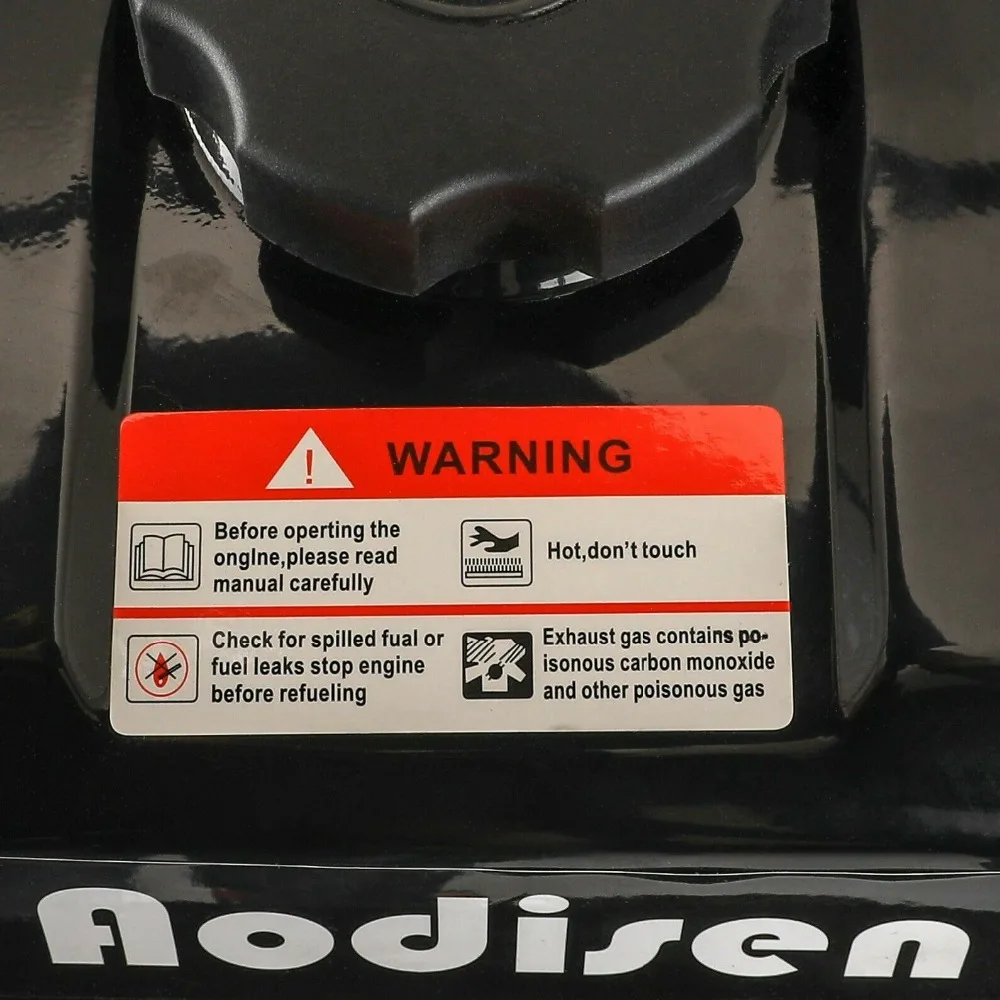 WARNING
Before operting the
ongIne,please read
manual carefully
Hot,don't touch
Check for spilled fual or
fuel leaks stop engine
before refueling
Exhaust gas contains po-
isonous carbon monoxide
and other poisonous gas
Aodisen